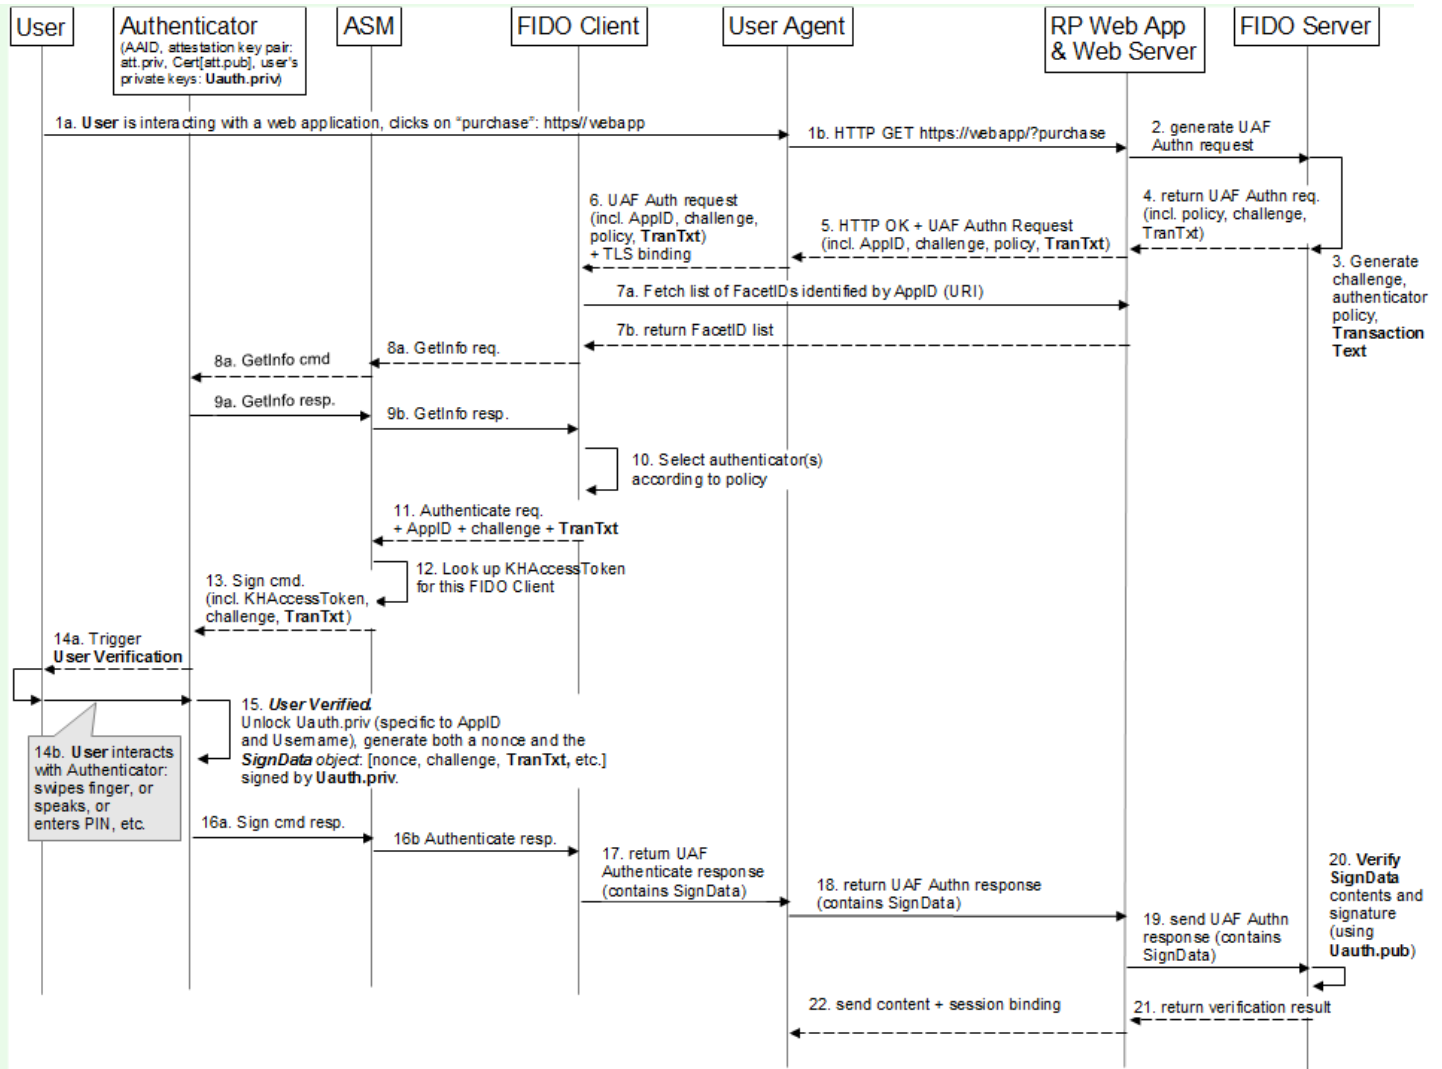 User
Authenticator
(AAID, attestation key pair:
att.priv, Cert[att.pub], user's
private keys: Uauth.priv)
ASM
FIDO Client
User Agent
RP Web App
& Web Server
FIDO Server
1a. User is interacting with a web application, clicks on "purchase": https//webapp
1b. HTTP GET https://webapp/?purchase
2. generate UAF
Authn request
3. Generate
challenge,
authenticator
policy,
Transaction
Text
4. return UAF Authn req.
(incl. policy, challenge,
TranTxt)
5. HTTP OK + UAF Authn Request
(incl. AppID, challenge, policy, TranTxt)
6. UAF Auth request
(incl. AppID, challenge,
policy, TranTxt)
+ TLS binding
7a. Fetch list of FacetIDs identified by AppID (URI)
7b. return FacetID list
8a. GetInfo req.
8a. GetInfo cmd
9a. GetInfo resp.
9b. GetInfo resp.
10. Select authenticator(s)
according to policy
11. Authenticate req.
+ AppID + challenge + TranTxt
12. Look up KHAccessToken
for this FIDO Client
13. Sign cmd.
(incl. KHAccessToken,
challenge, TranTxt)
14a. Trigger
User Verification
14b. User interacts
with Authenticator:
swipes finger, or
speaks, or
enters PIN, etc.
15. User Verified.
Unlock Uauth.priv (specific to AppID
and Username), generate both a nonce and the
SignData object: [nonce, challenge, TranTxt, etc.]
signed by Uauth.priv.
16a. Sign cmd resp.
16b Authenticate resp.
17. return UAF
Authenticate response
(contains SignData)
18. return UAF Authn response
(contains SignData)
19. send UAF Authn
response (contains
SignData)
20. Verify
SignData
contents and
signature
(using
Uauth.pub)
21. return verification result
22. send content + session binding